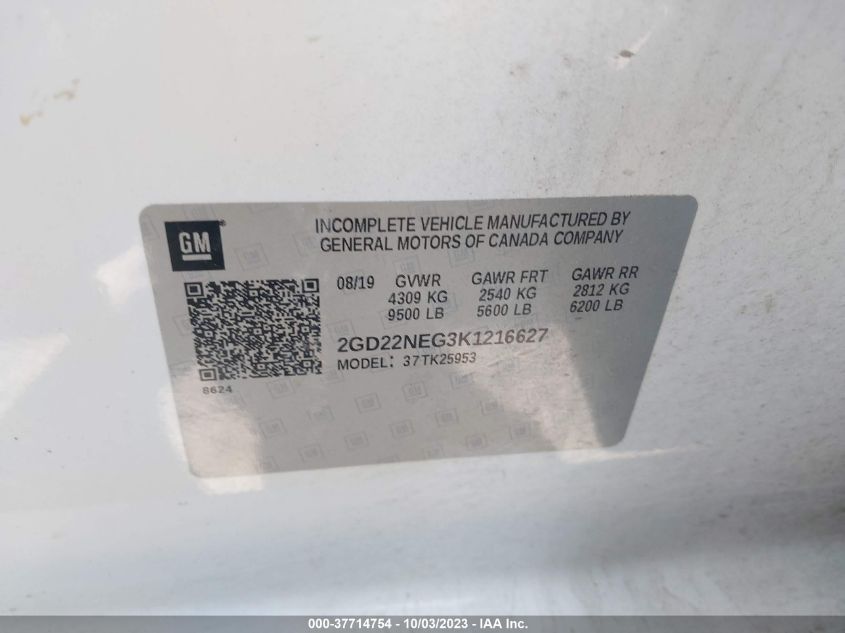 GM®
INCOMPLETE VEHICLE MANUFACTURED BY
GENERAL MOTORS OF CANADA COMPANY
08/19 GVWR GAWR FRT GAWR RR
4309 KG 2540 KG 2812 KG
9500 LB 5600 LB 6200 LB
2GD22NEG3K1216627
MODEL: 37TK25953
8624
000-37714754 - 10/03/2023 - IAA Inc.